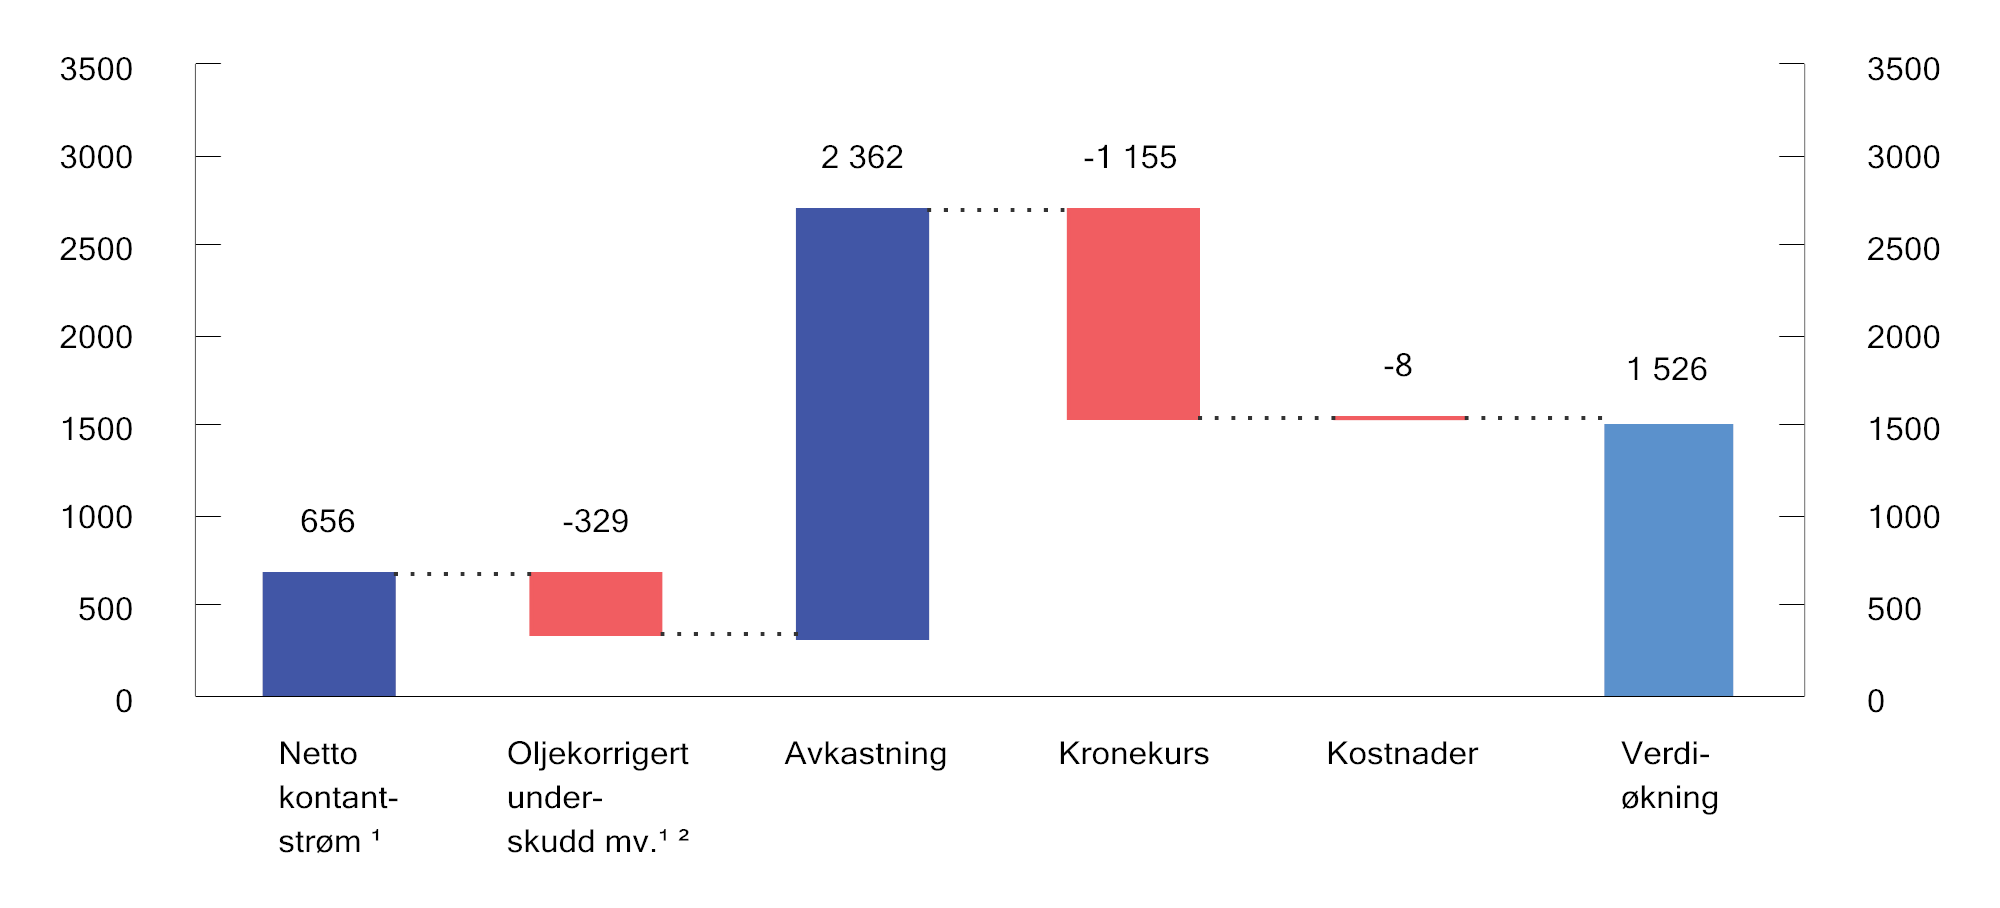 3500
3500
2 362
-1 155
3000
3000
2500
2500
2000
2000
-8
1 526
1500
1500
656
-329
1000
1000
500
500
0
0
Netto
kontant-
strøm ¹
Oljekorrigert
under-
skudd mv.¹ ²
Avkastning
Kronekurs
Kostnader
Verdi-
økning